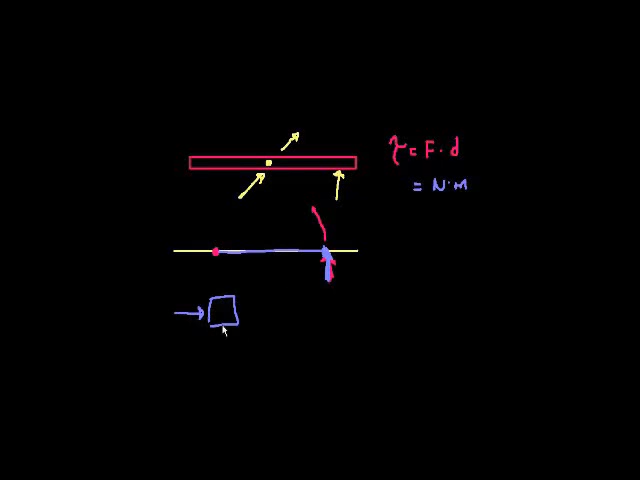 τ = F · d
= N · m